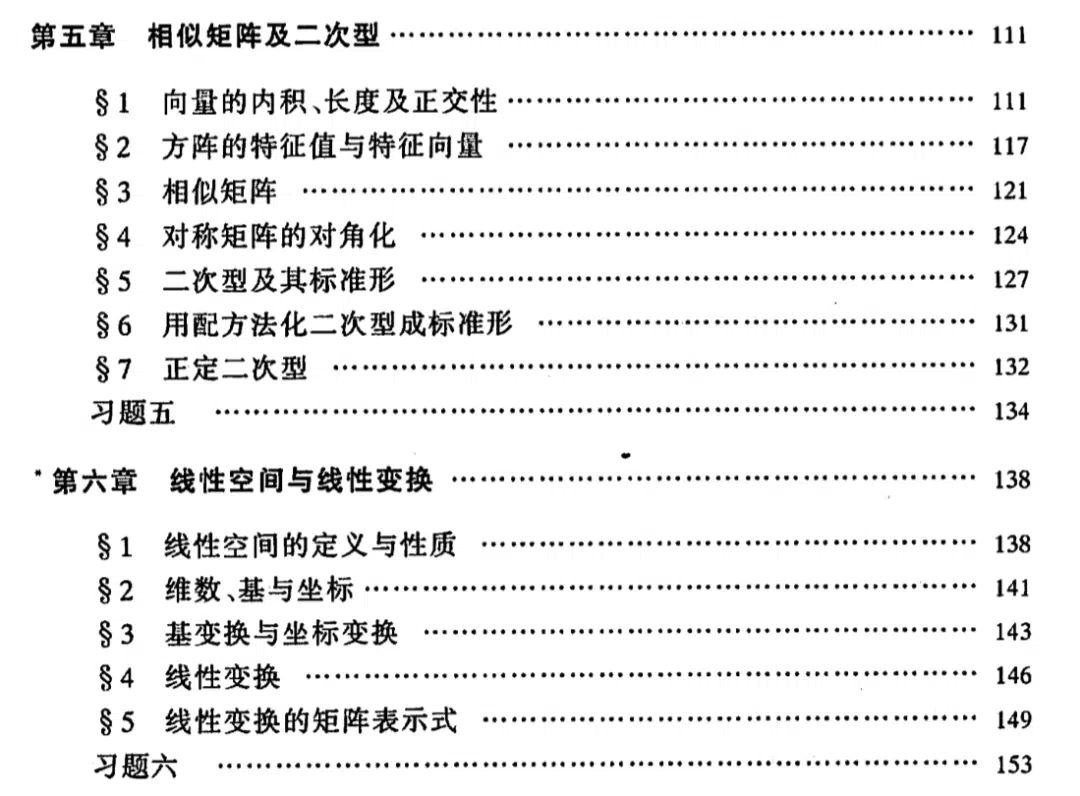 第五章 相似矩阵及二次型 …… 111
§1 向量的内积、长度及正交性 …… 111
§2 方阵的特征值与特征向量 …… 117
§3 相似矩阵 …… 121
§4 对称矩阵的对角化 …… 124
§5 二次型及其标准形 …… 127
§6 用配方法化二次型成标准形 …… 131
§7 正定二次型 …… 132
习题五 …… 134
*第六章 线性空间与线性变换 …… 138
§1 线性空间的定义与性质 …… 138
§2 维数、基与坐标 …… 141
§3 基变换与坐标变换 …… 143
§4 线性变换 …… 146
§5 线性变换的矩阵表示式 …… 149
习题六 …… 153